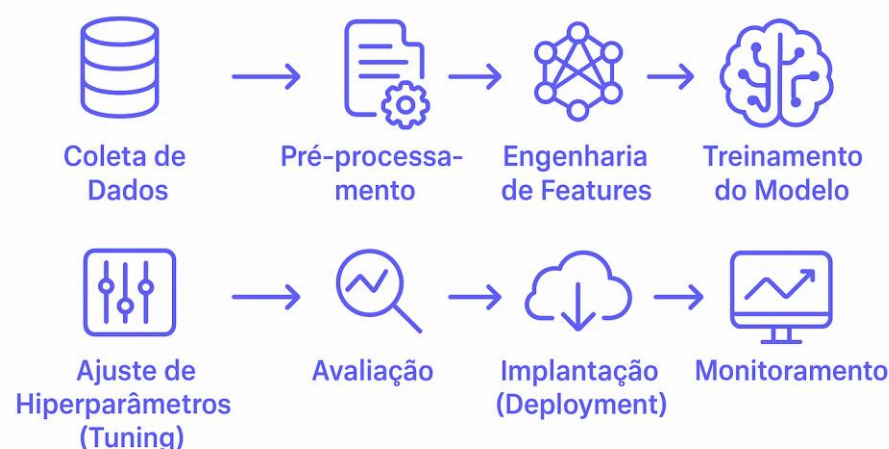 Coleta de
Dados
Pré-processa-
mento
Engenharia
de Features
Treinamento
do Modelo
Ajuste de
Hiperparâmetros
(Tuning)
Avaliação
Implantação
(Deployment)
Monitoramento